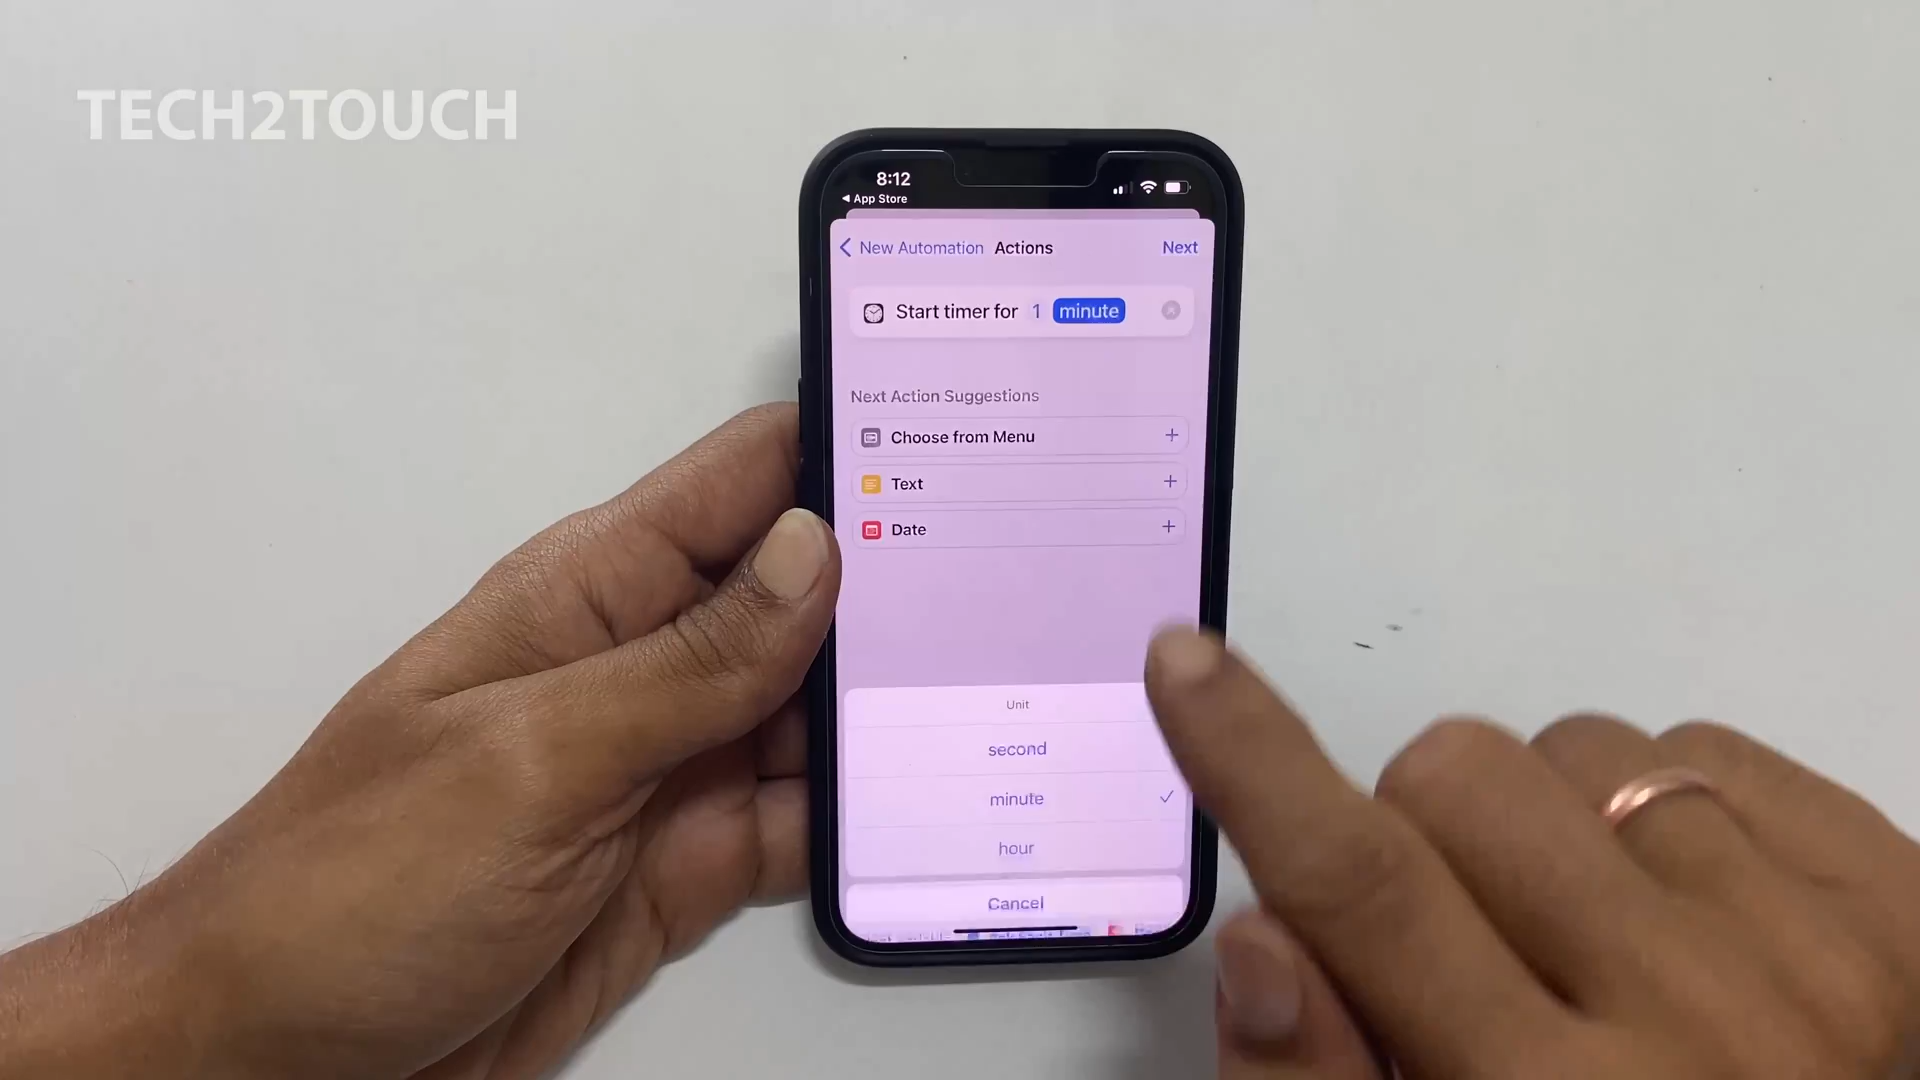 TECH2TOUCH
8:12
App Store
New Automation Actions Next
Start timer for 1 minute
Next Action Suggestions
Choose from Menu
Text
Date
Unit
second
minute
hour
Cancel